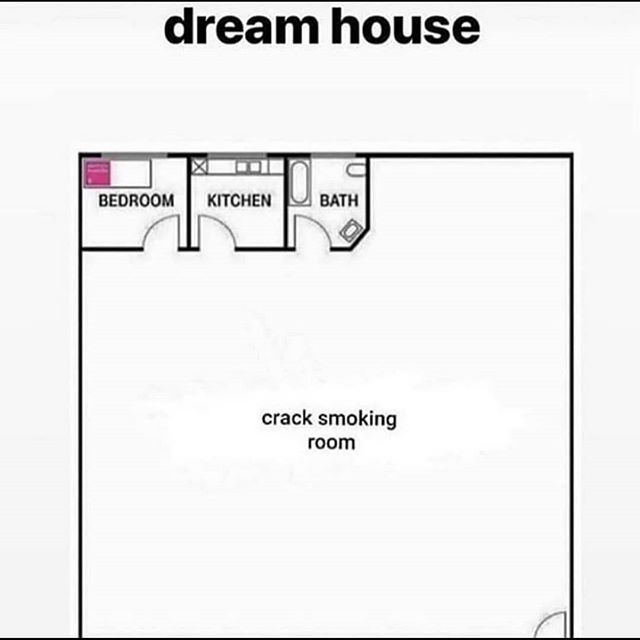 dream house
BEDROOM
KITCHEN
BATH
crack smoking
room